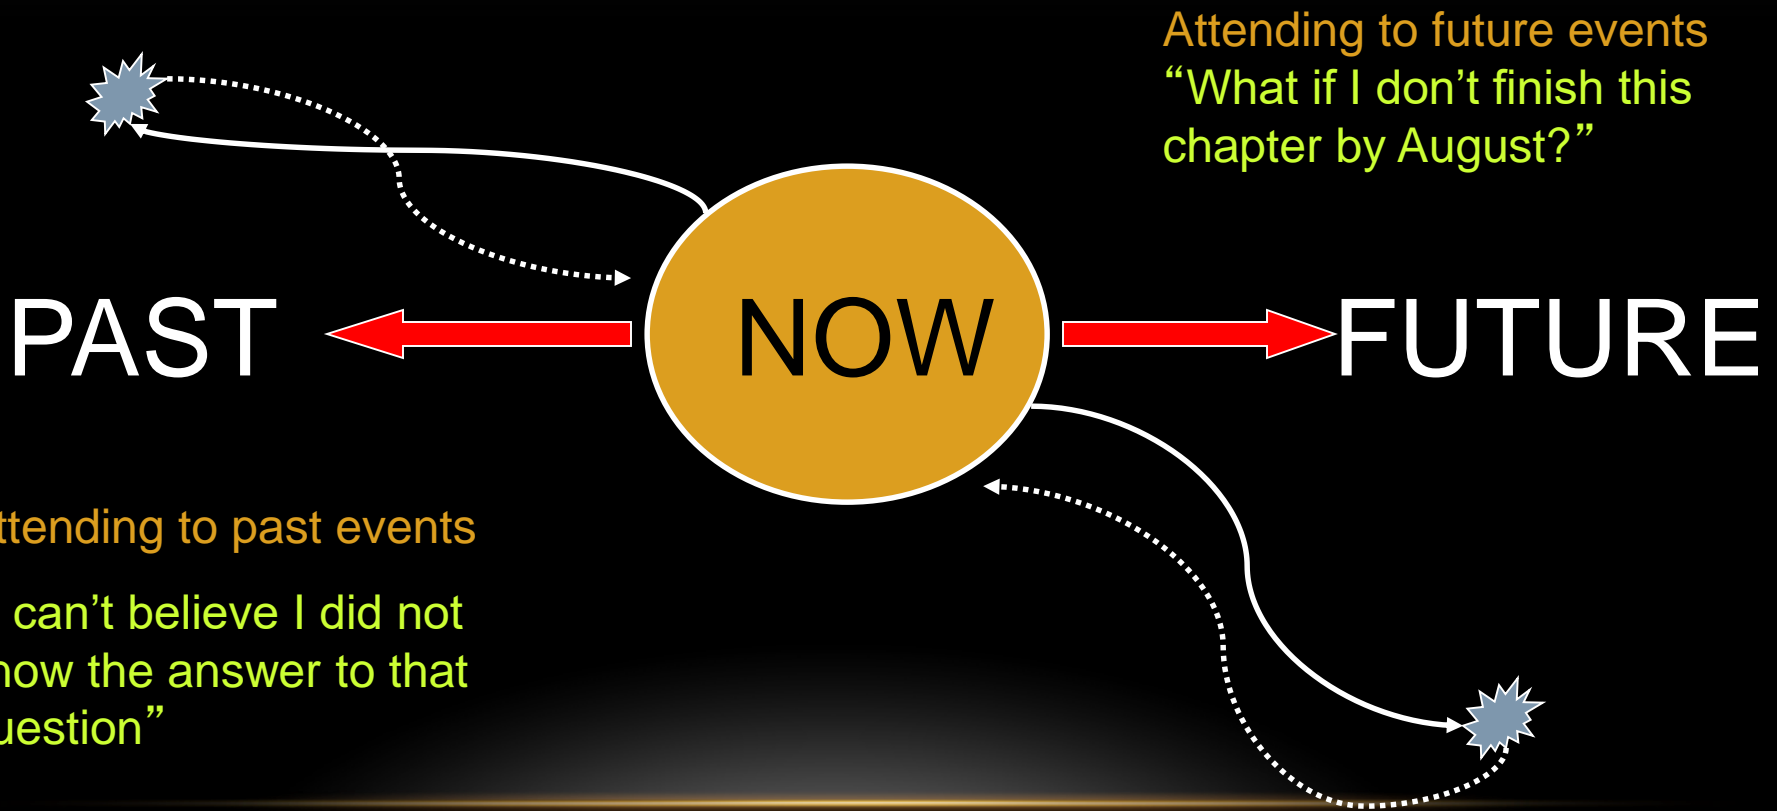 Attending to future events
“What if I don’t finish this
chapter by August?”
PAST NOW FUTURE
ttending to past events
can’t believe I did not
now the answer to that
uestion”